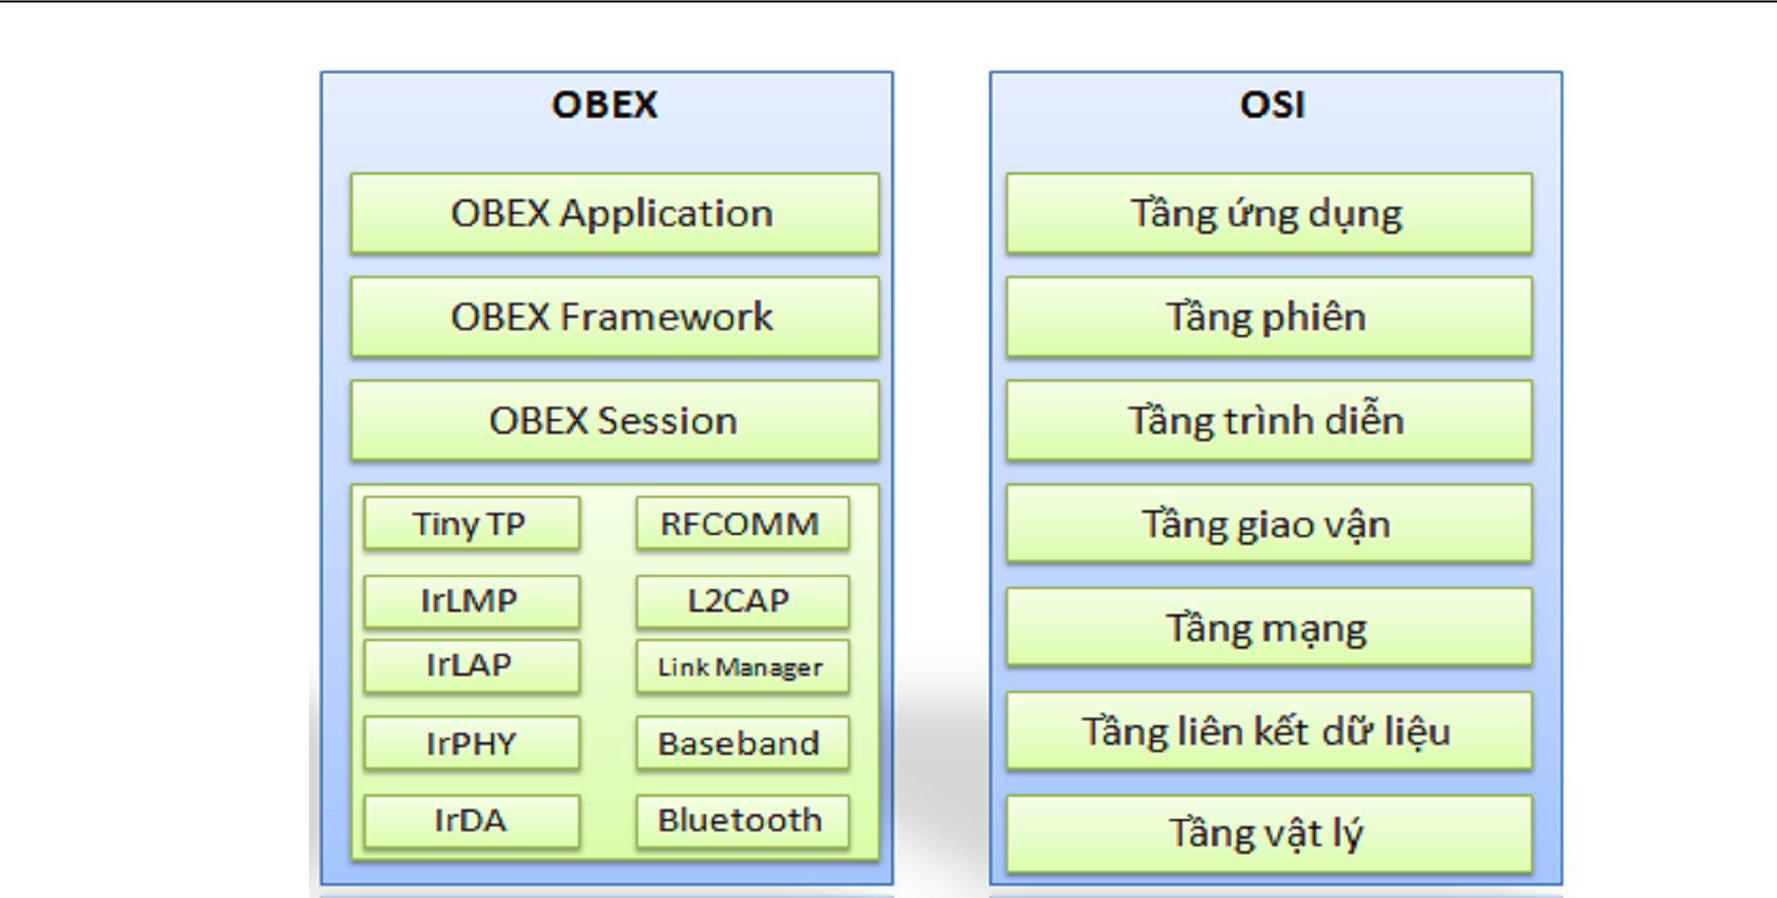 OBEX
OBEX Application
OBEX Framework
OBEX Session
Tiny TP
RFCOMM
IrLMP
L2CAP
IrLAP
Link Manager
IrPHY
Baseband
IrDA
Bluetooth
OSI
Tầng ứng dụng
Tầng phiên
Tầng trình diễn
Tầng giao vận
Tầng mạng
Tầng liên kết dữ liệu
Tầng vật lý